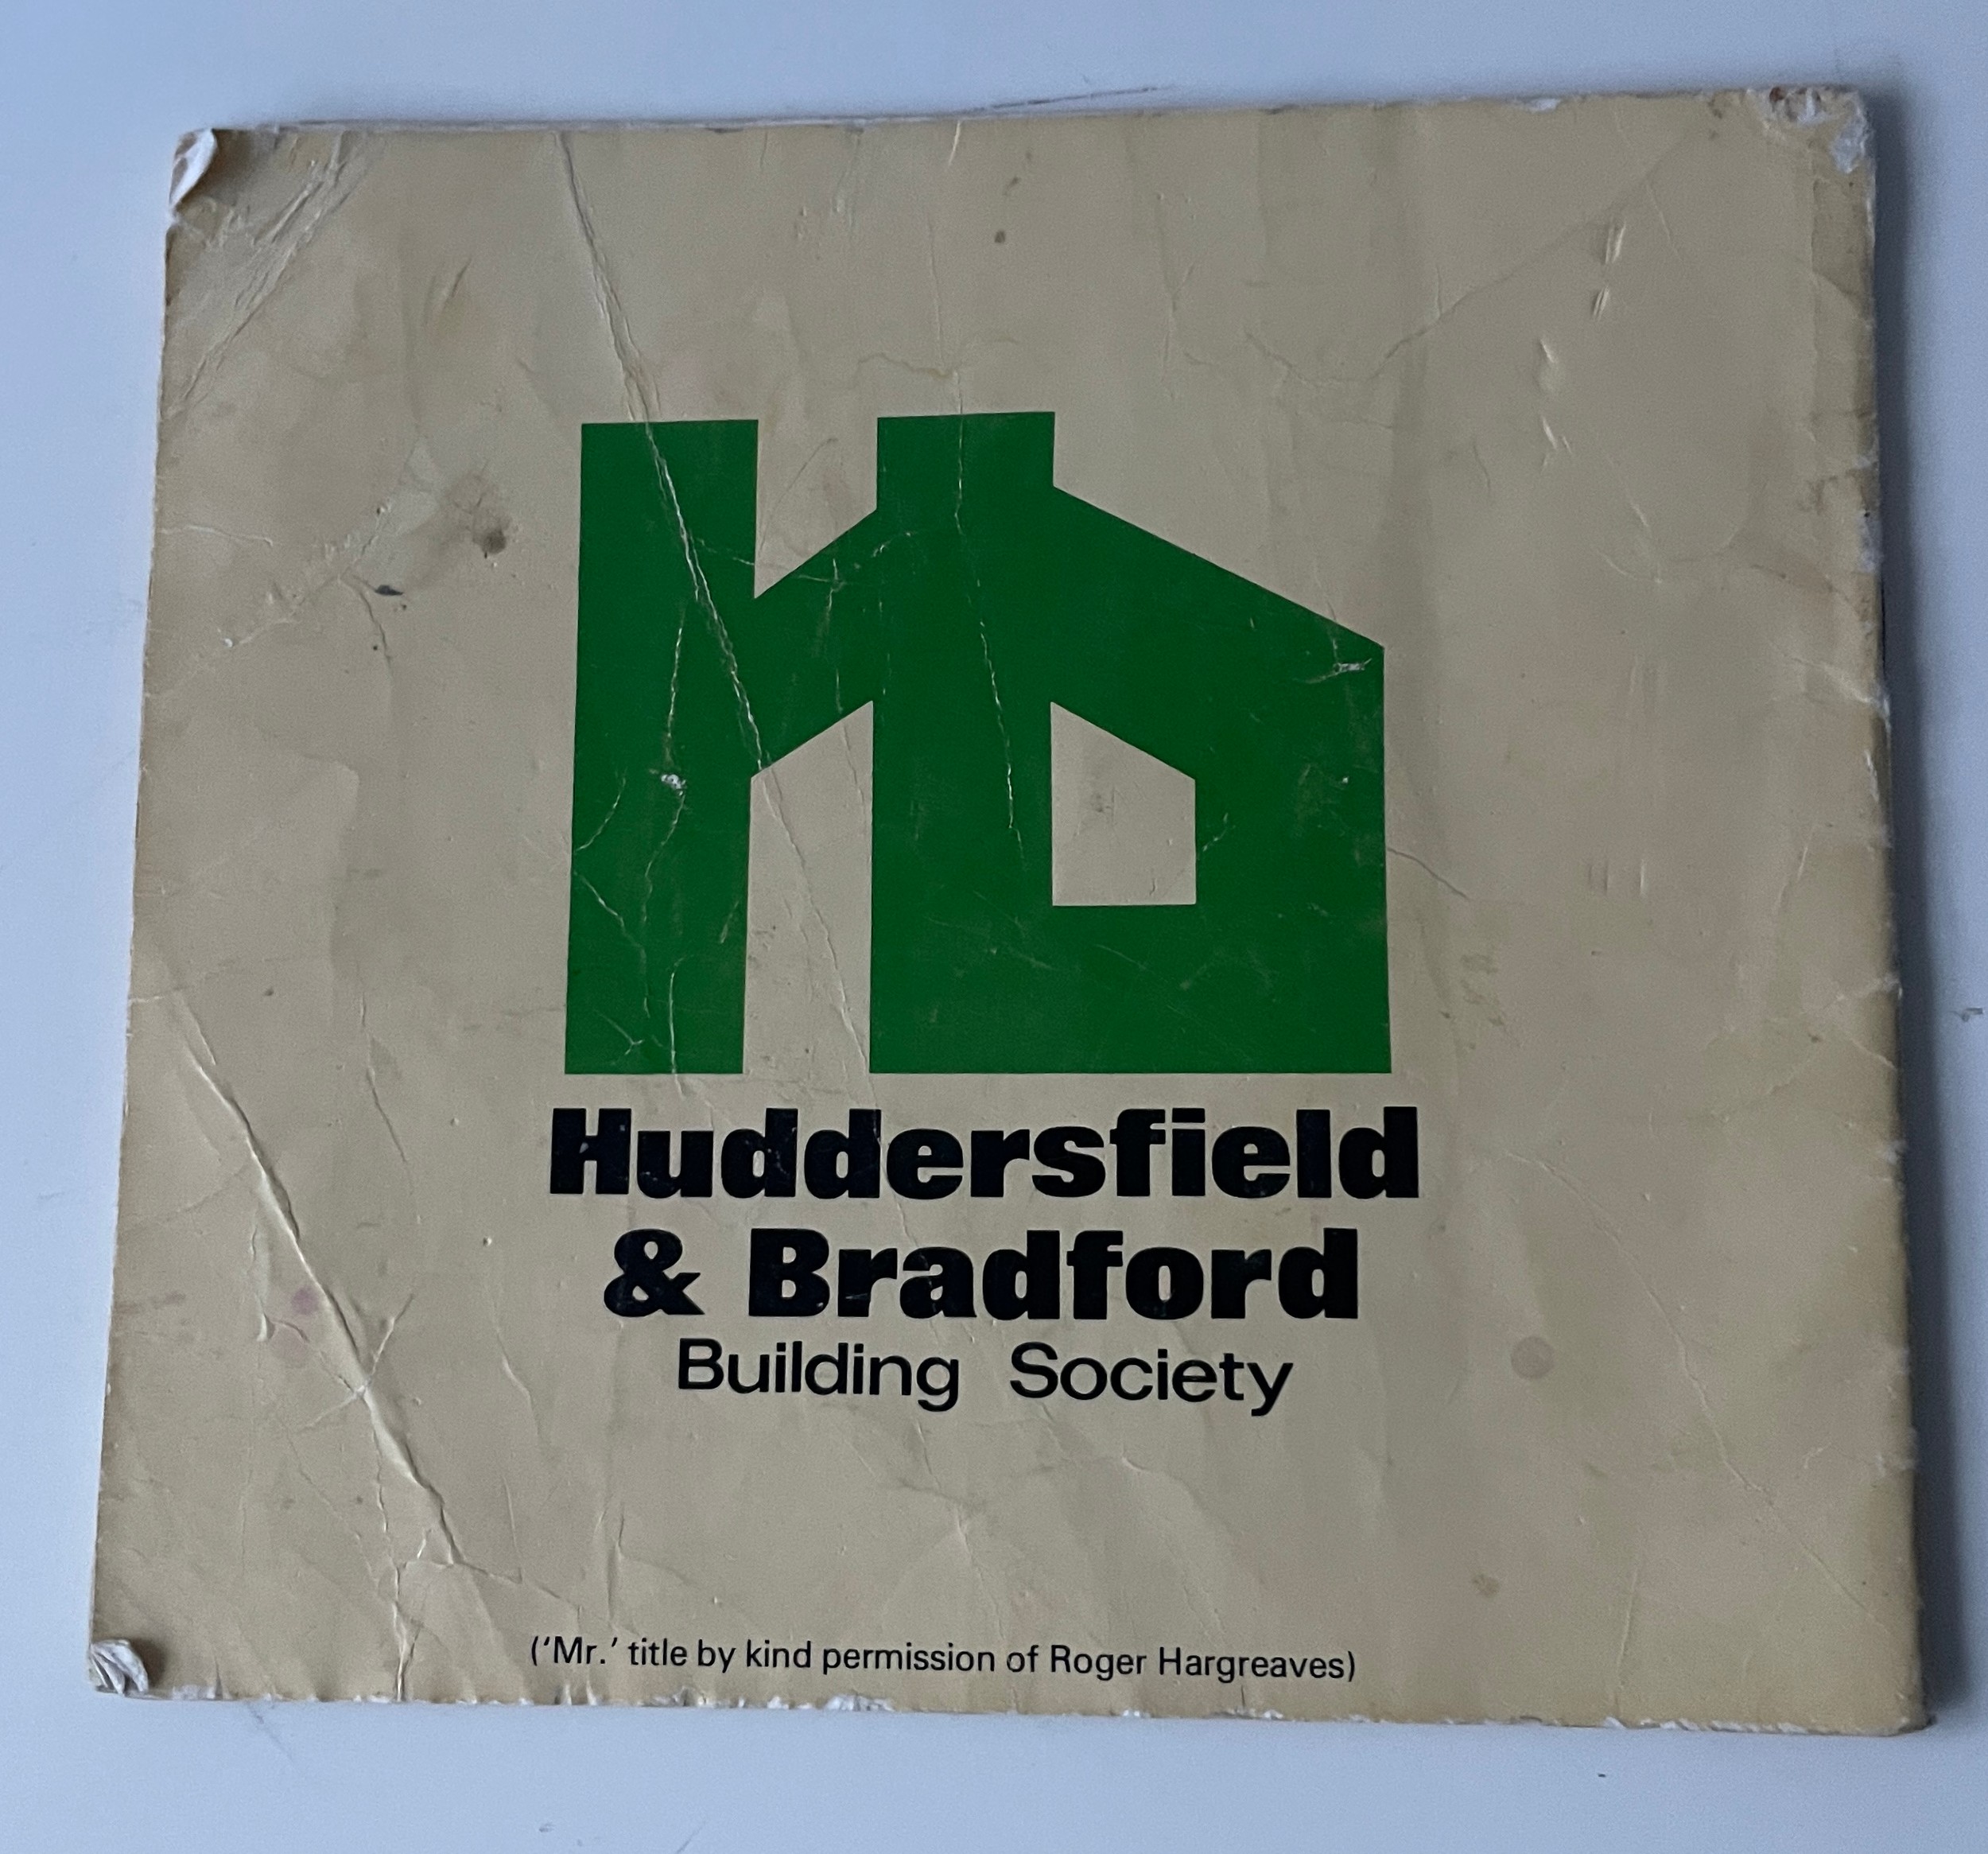 Huddersfield
& Bradford
Building Society
('Mr.' title by kind permission of Roger Hargreaves)